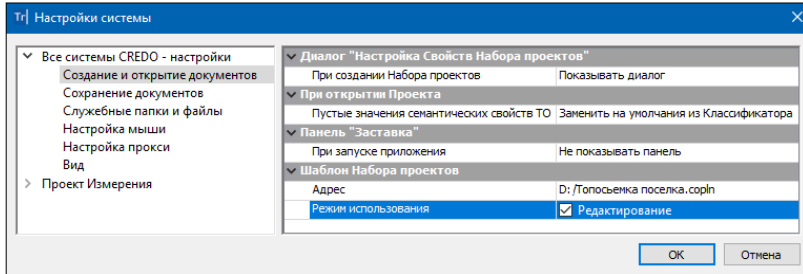 Tr Настройки системы
Все системы CREDO - настройки
Создание и открытие документов
Сохранение документов
Служебные папки и файлы
Настройка мыши
Настройка прокси
Вид
Проект Измерения
Диалог "Настройка Свойств Набора проектов"
При создании Набора проектов Показывать диалог
При открытии Проекта
Пустые значения семантических свойств ТО Заменить на умолчания из Классификатора
Панель "Заставка"
При запуске приложения Не показывать панель
Шаблон Набора проектов
Адрес D: /Топосьемка поселка.copln
Режим использования Редактирование
ОК Отмена